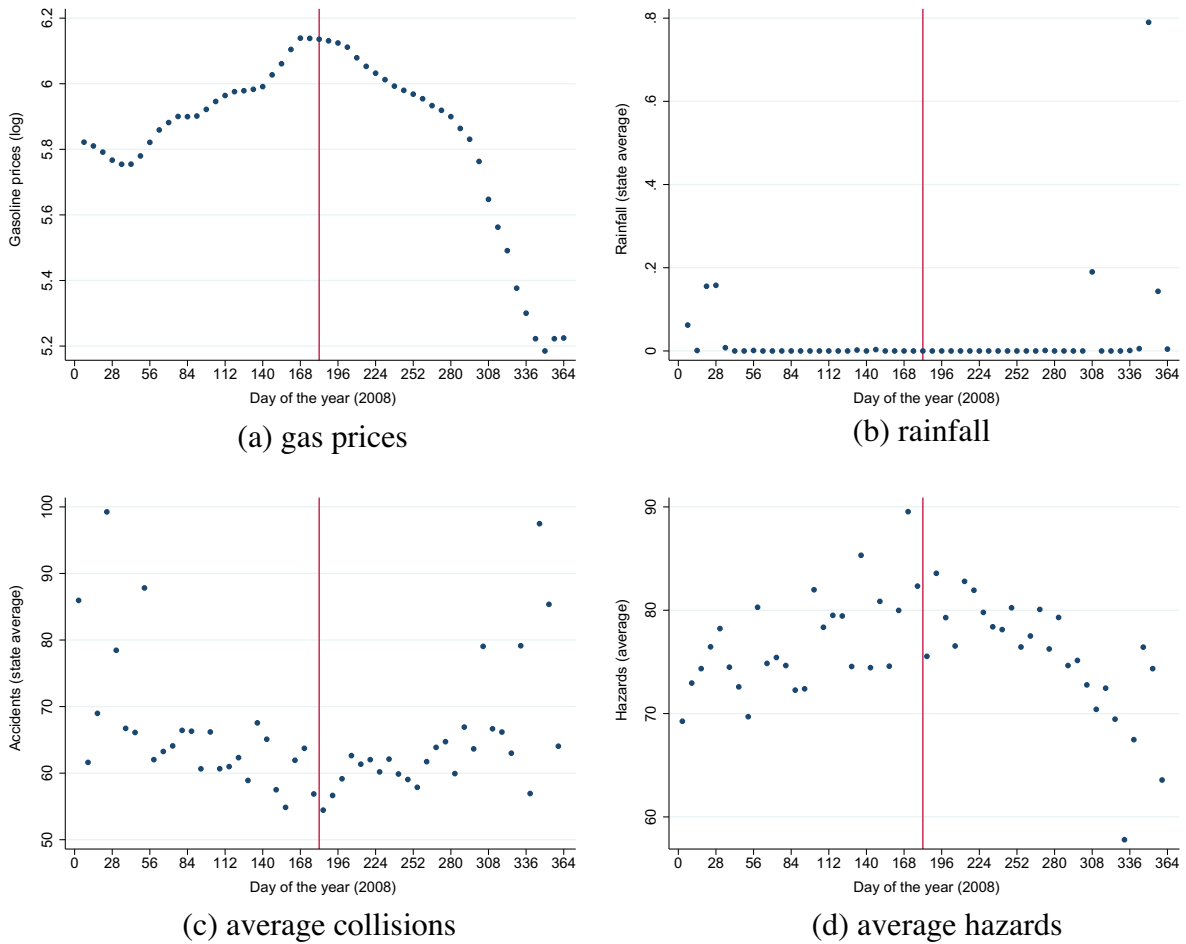 Gasoline prices (log)
6.2
6
5.8
5.6
5.4
5.2
0 28 56 84 112 140 168 196 224 252 280 308 336 364
Day of the year (2008)
(a) gas prices
Rainfall (state average)
.8
.6
.4
.2
0
0 28 56 84 112 140 168 196 224 252 280 308 336 364
Day of the year (2008)
(b) rainfall
Accidents (state average)
100
90
80
70
60
50
0 28 56 84 112 140 168 196 224 252 280 308 336 364
Day of the year (2008)
(c) average collisions
Hazards (average)
90
80
70
60
0 28 56 84 112 140 168 196 224 252 280 308 336 364
Day of the year (2008)
(d) average hazards